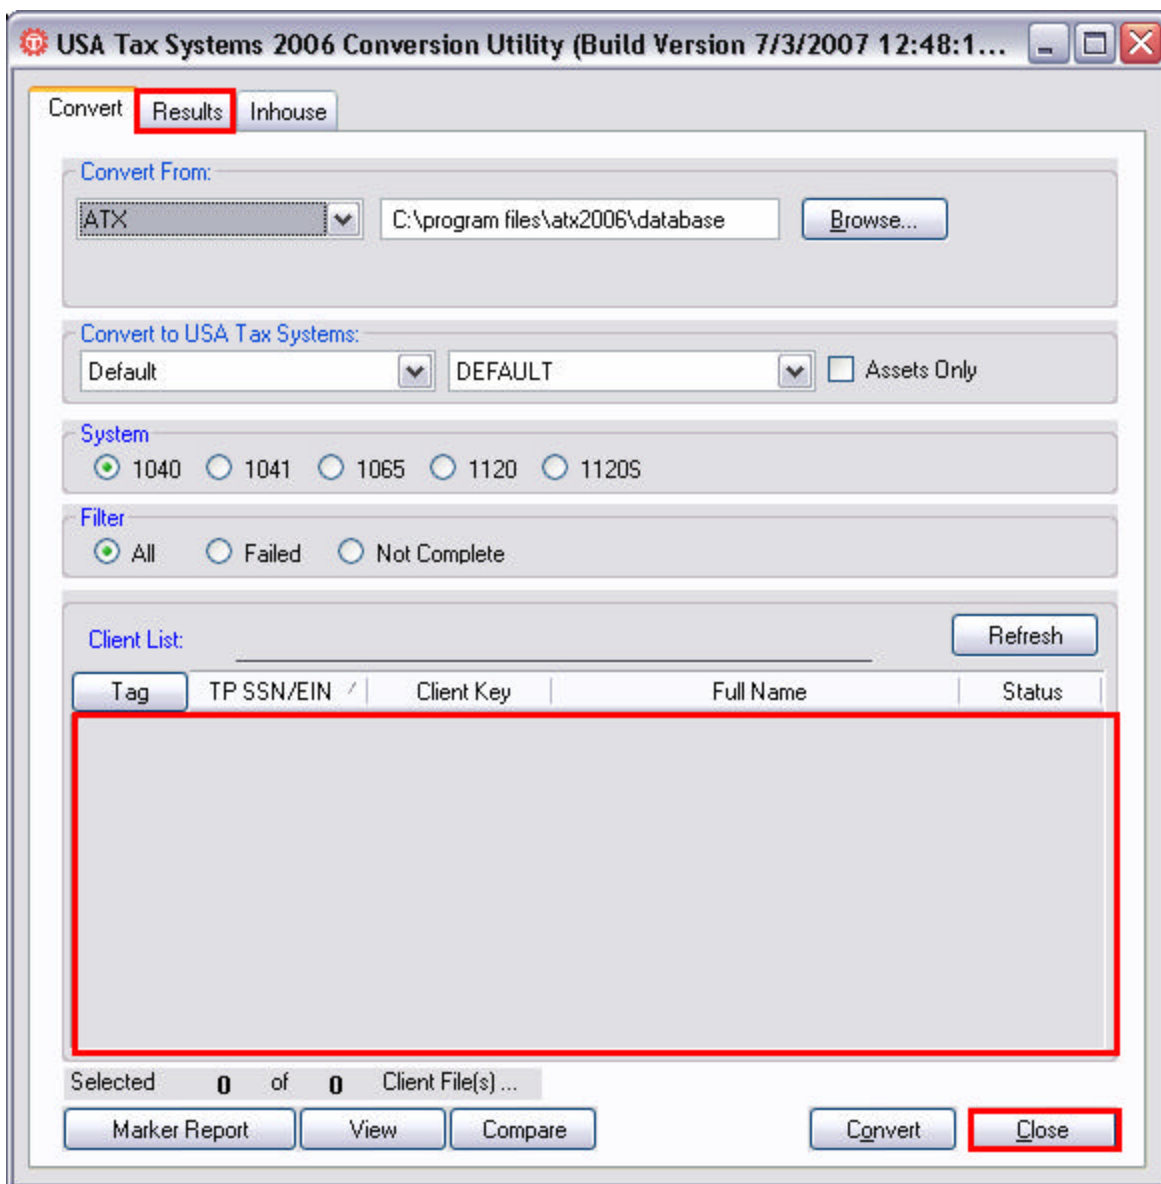 USA Tax Systems 2006 Conversion Utility (Build Version 7/3/2007 12:48:1...
Convert Results Inhouse
Convert From:
ATX C:\program files\atx2006\database Browse...
Convert to USA Tax Systems:
Default DEFAULT Assets Only
System
1040 1041 1065 1120 1120S
Filter
All Failed Not Complete
Client List: Refresh
Tag TP SSN/EIN Client Key Full Name Status
Selected 0 of 0 Client File(s) ...
Marker Report View Compare Convert Close